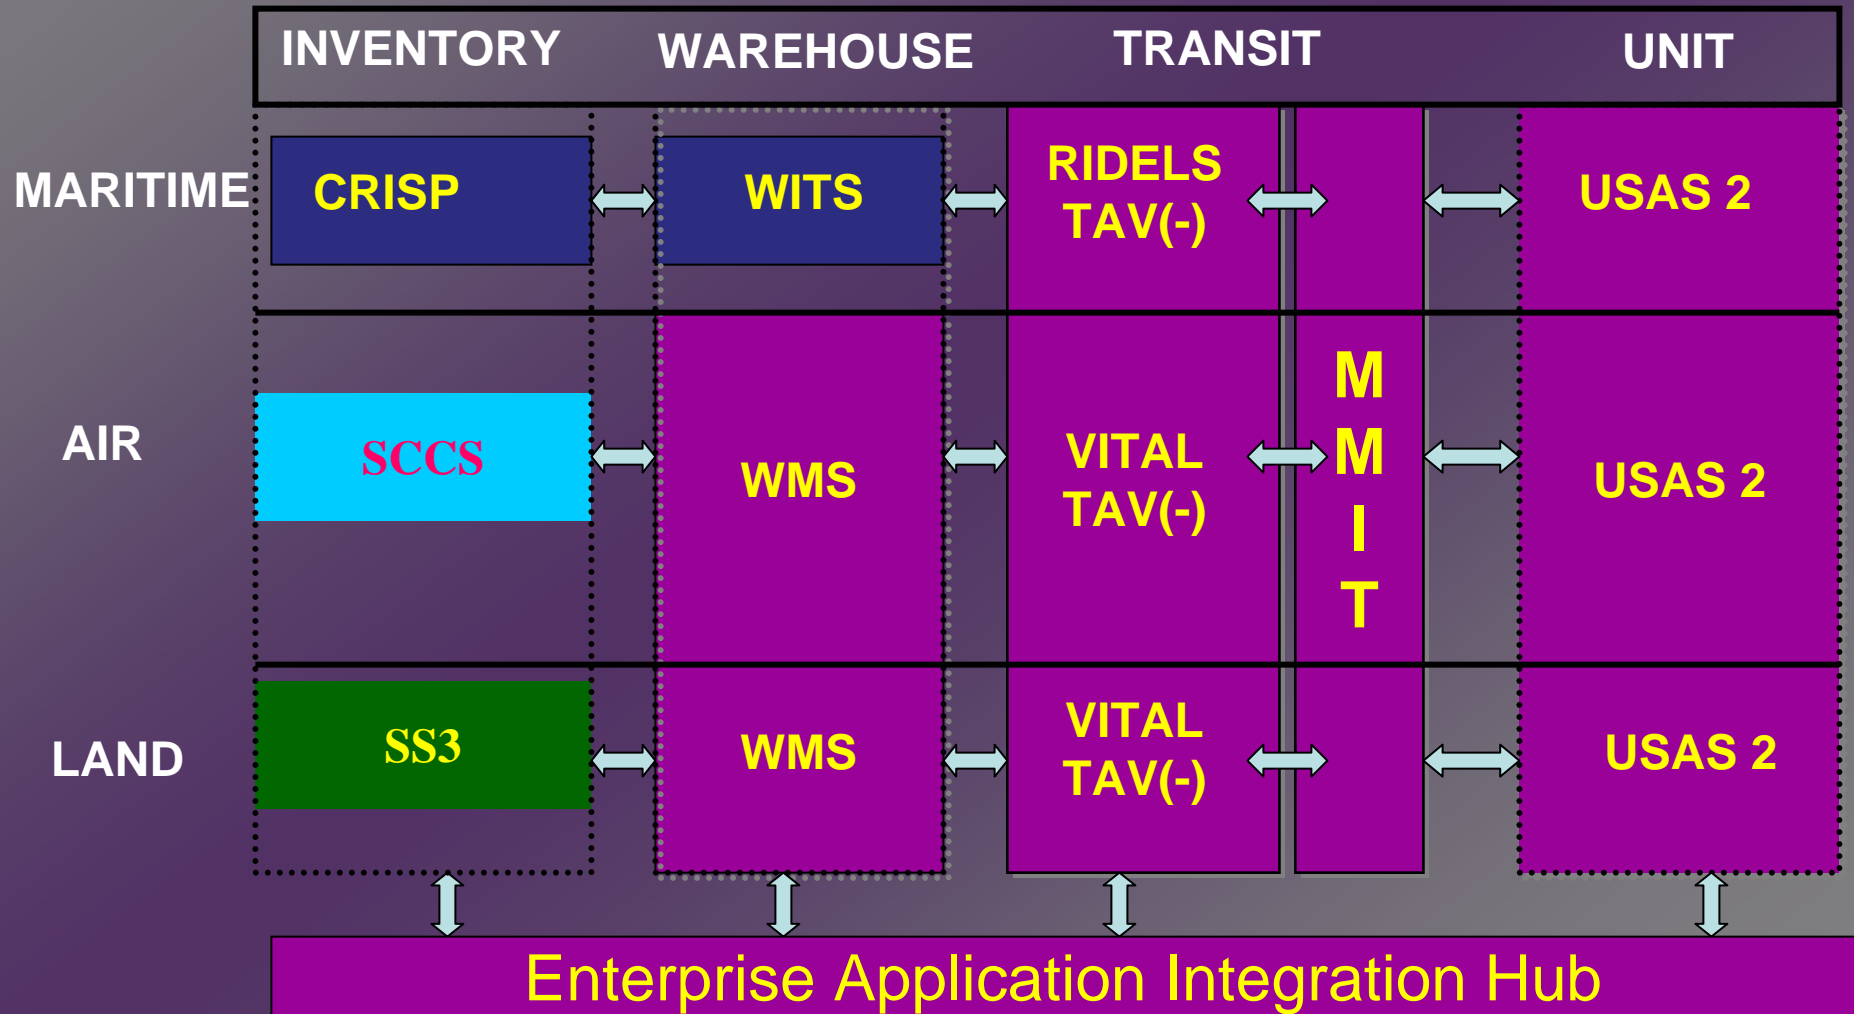 INVENTORY WAREHOUSE TRANSIT UNIT
MARITIME CRISP WITS RIDELS TAV(-) USAS 2
AIR SCCS WMS VITAL TAV(-) USAS 2
M
M
I
T
LAND SS3 WMS VITAL TAV(-) USAS 2
Enterprise Application Integration Hub